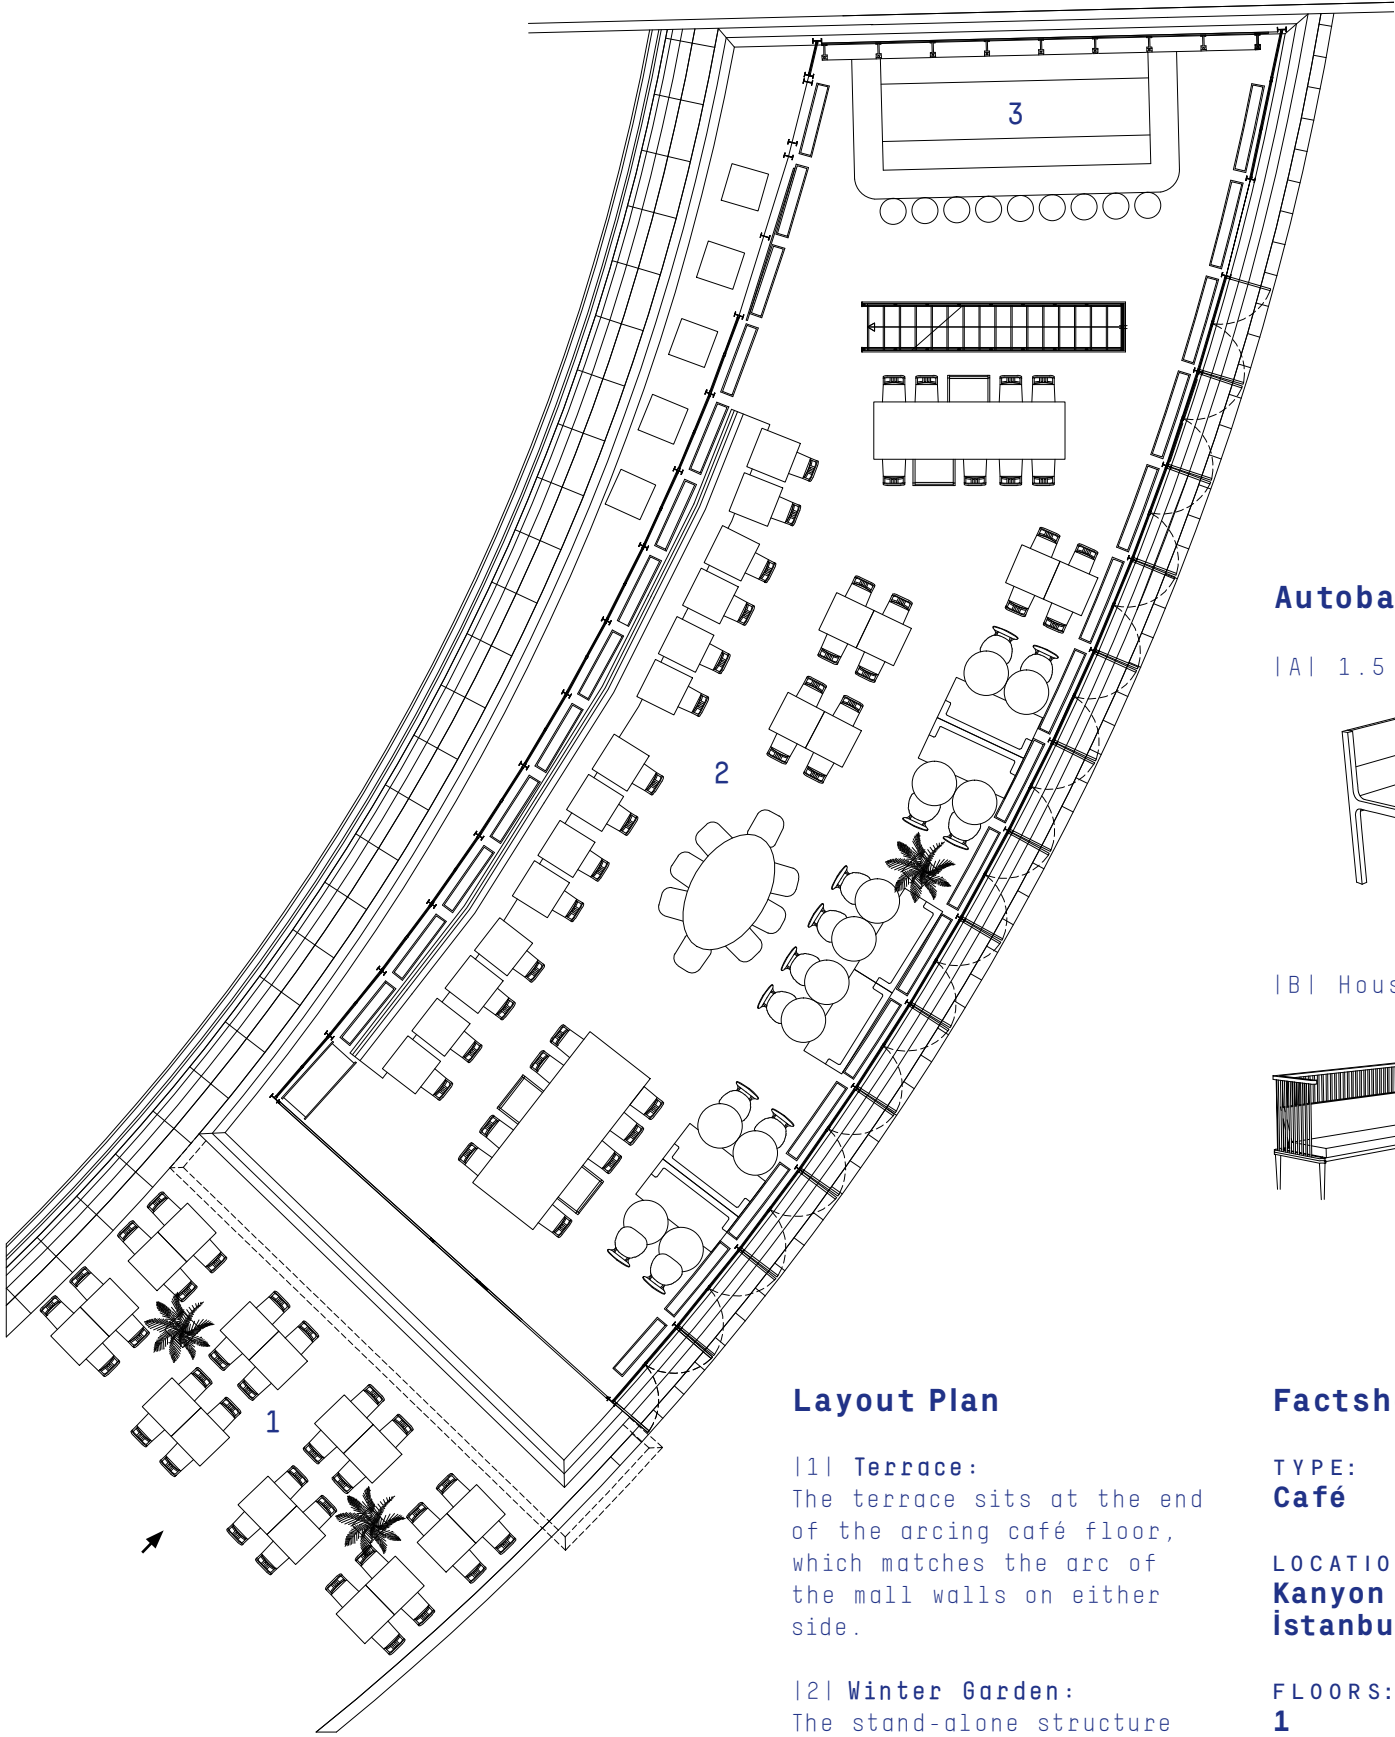 3
2
1
Autoba
|A| 1.5
|B| Hous
Layout Plan
|1| Terrace:
The terrace sits at the end
of the arcing café floor,
which matches the arc of
the mall walls on either
side.
|2| Winter Garden:
The stand-alone structure
Factsh
TYPE:
Café
LOCATIO
Kanyon
İstanbu
FLOORS:
1